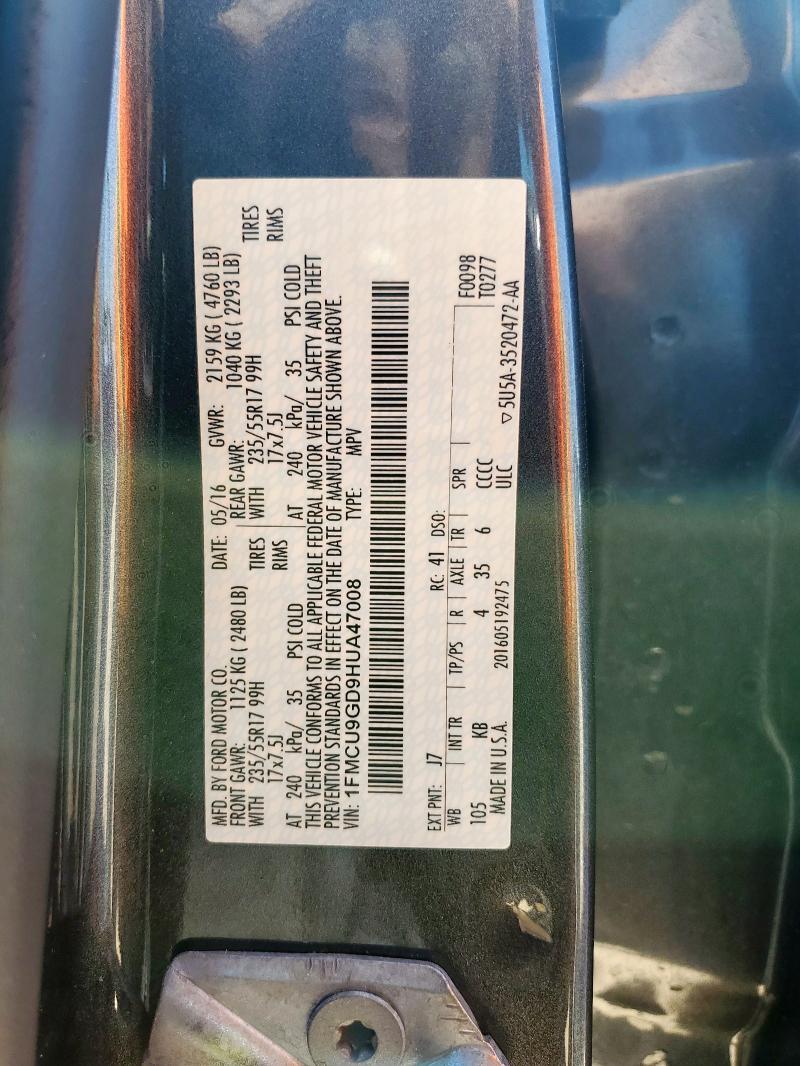 MFD. BY FORD MOTOR CO. DATE: 05/16 GVWR: 2159 KG ( 4760 LB)
FRONT GAWR: 1125 KG ( 2480 LB) REAR GAWR: 1040 KG ( 2293 LB)
WITH 235/55R17 99H TIRES WITH 235/55R17 99H TIRES
17x7.5J RIMS 17x7.5J RIMS
AT 240 kPa/ 35 PSI COLD AT 240 kPa/ 35 PSI COLD
THIS VEHICLE CONFORMS TO ALL APPLICABLE FEDERAL MOTOR VEHICLE SAFETY AND THEFT
PREVENTION STANDARDS IN EFFECT ON THE DATE OF MANUFACTURE SHOWN ABOVE.
VIN: 1FMCU9GD9HUA47008 TYPE: MPV
EXT PNT: J7 RC: 41 DSO: F0098
WB INT TR TP/PS R AXLE TR SPR T0277
105 KB 4 35 6 CCCC
MADE IN U.S.A. 201605192475 ULC ▽5U5A-3520472-AA